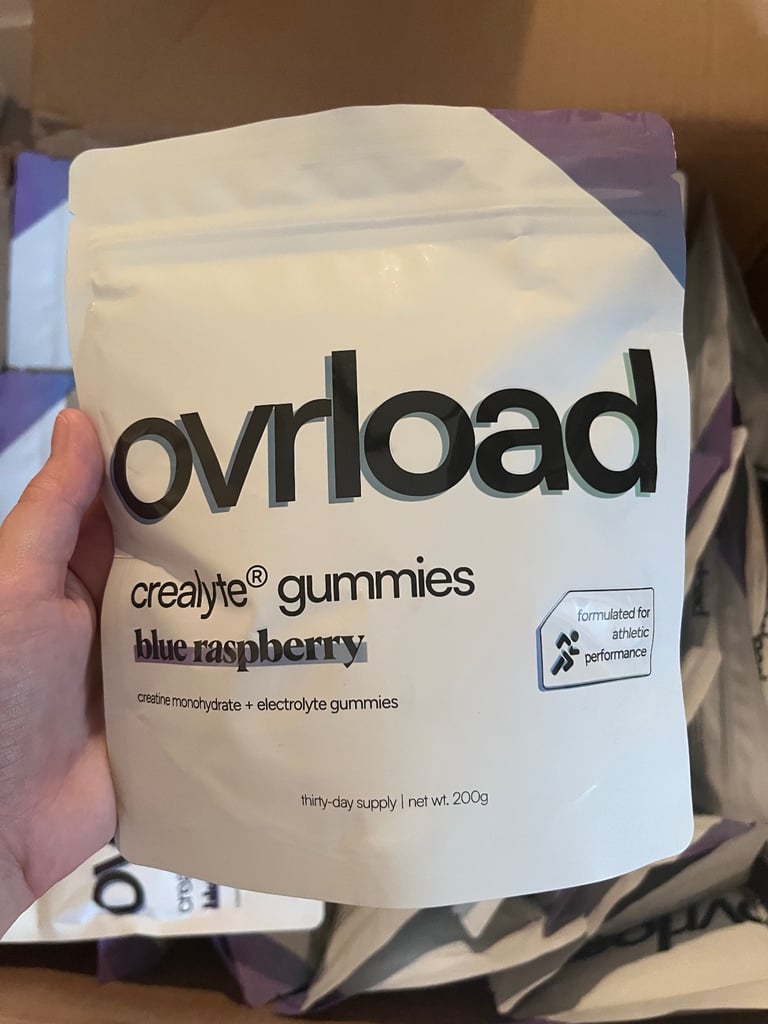 ovrload
crealyte® gummies
blue raspberry
creatine monohydrate + electrolyte gummies
formulated for
athletic
performance
thirty-day supply | net wt. 200g